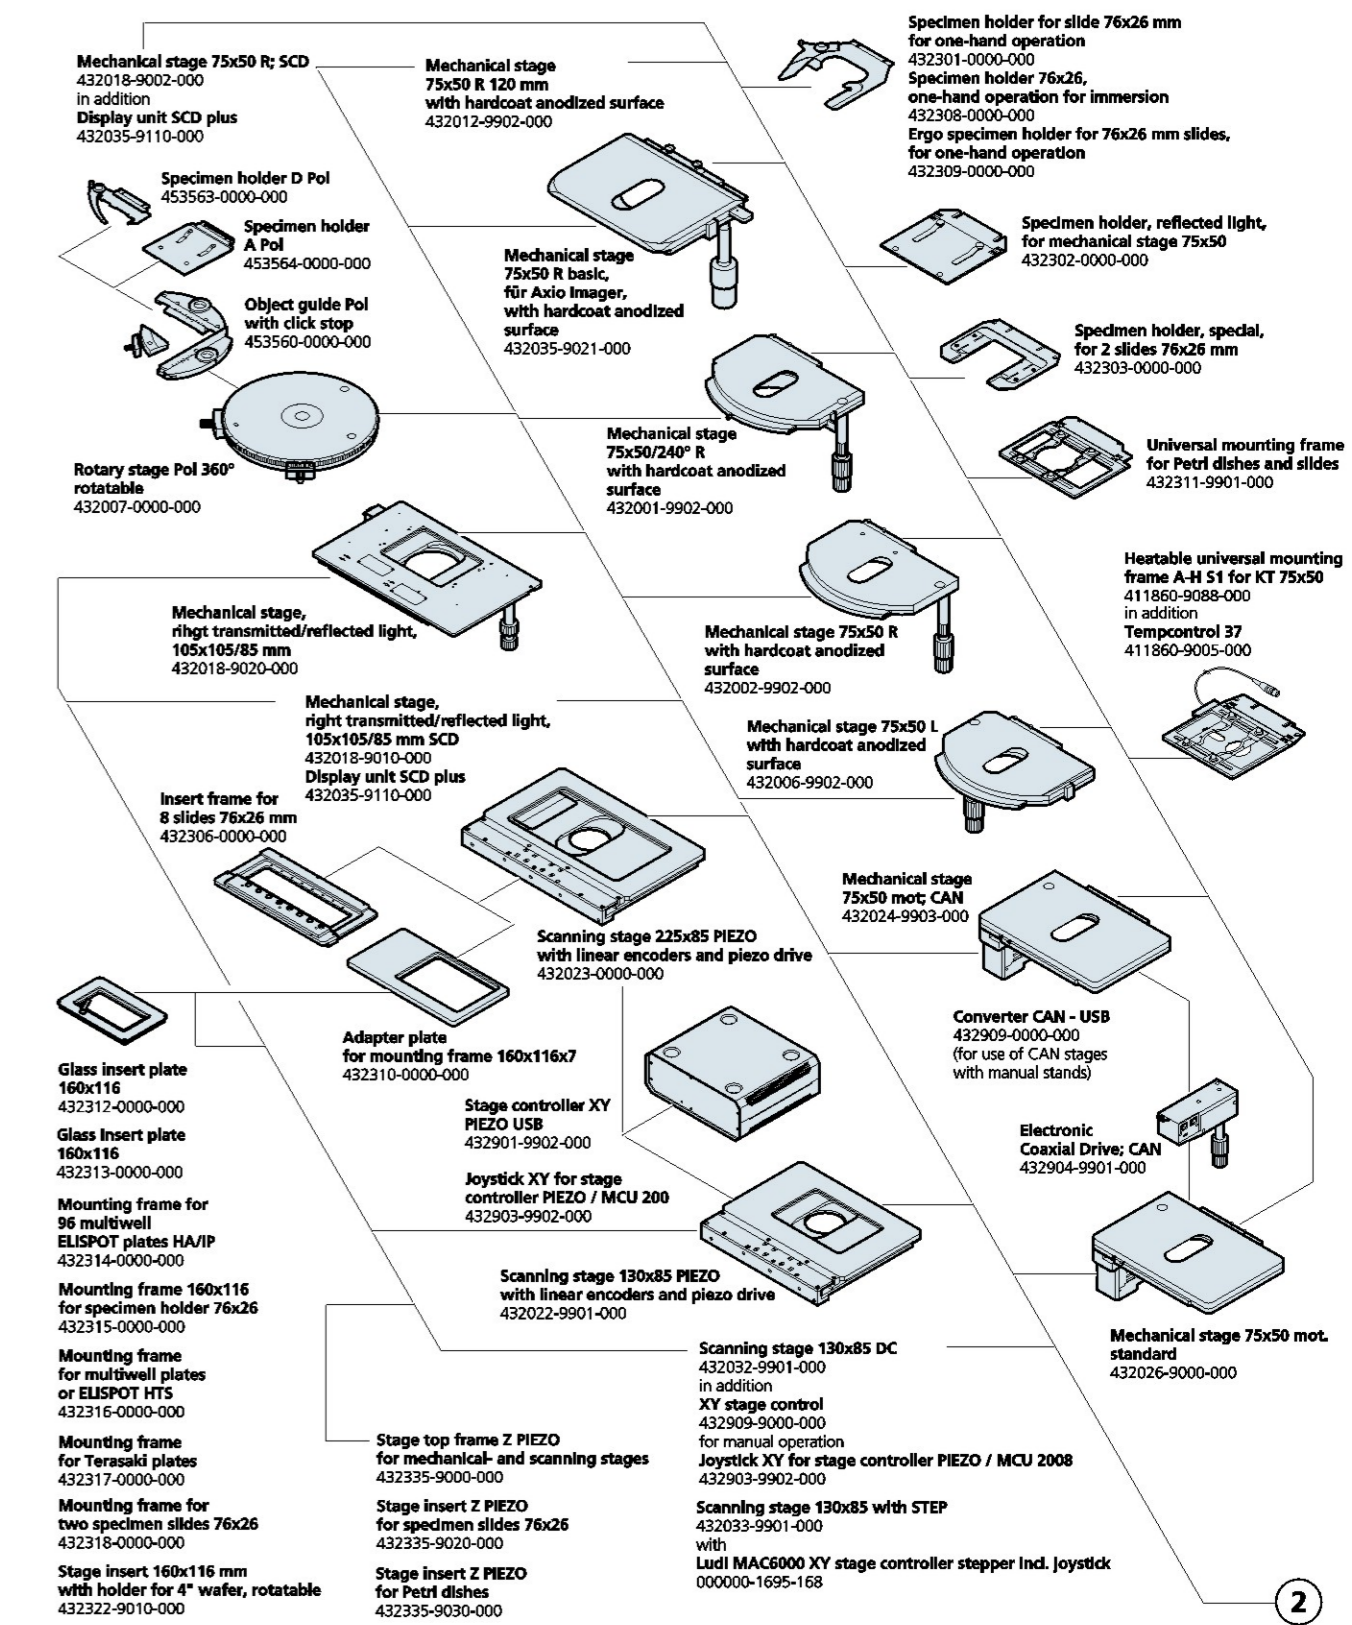 Mechanical stage 75x50 R; SCD
432018-9002-000
in addition
Display unit SCD plus
432035-9110-000
Mechanical stage
75x50 R 120 mm
with hardcoat anodized surface
432012-9902-000
Specimen holder for slide 76x26 mm
for one-hand operation
432301-0000-000
Specimen holder 76x26,
one-hand operation for immersion
432308-0000-000
Ergo specimen holder for 76x26 mm slides,
for one-hand operation
432309-0000-000
Specimen holder D Pol
453563-0000-000
Specimen holder
A Pol
453564-0000-000
Object guide Pol
with click stop
453560-0000-000
Mechanical stage
75x50 R basic,
für Axio Imager,
with hardcoat anodized
surface
432035-9021-000
Specimen holder, reflected light,
for mechanical stage 75x50
432302-0000-000
Specimen holder, special,
for 2 slides 76x26 mm
432303-0000-000
Rotary stage Pol 360°
rotatable
432007-0000-000
Mechanical stage
75x50/240° R
with hardcoat anodized
surface
432001-9902-000
Universal mounting frame
for Petri dishes and slides
432311-9901-000
Mechanical stage,
rihgt transmitted/reflected light,
105x105/85 mm
432018-9020-000
Mechanical stage 75x50 R
with hardcoat anodized
surface
432002-9902-000
Heatable universal mounting
frame A-H S1 for KT 75x50
411860-9088-000
in addition
Tempcontrol 37
411860-9005-000
Mechanical stage,
right transmitted/reflected light,
105x105/85 mm SCD
432018-9010-000
Display unit SCD plus
432035-9110-000
Mechanical stage 75x50 L
with hardcoat anodized
surface
432006-9902-000
Insert frame for
8 slides 76x26 mm
432306-0000-000
Scanning stage 225x85 PIEZO
with linear encoders and piezo drive
432023-0000-000
Mechanical stage
75x50 mot; CAN
432024-9903-000
Adapter plate
for mounting frame 160x116x7
432310-0000-000
Converter CAN - USB
432909-0000-000
(for use of CAN stages
with manual stands)
Stage controller XY
PIEZO USB
432901-9902-000
Joystick XY for stage
controller PIEZO / MCU 200
432903-9902-000
Electronic
Coaxial Drive; CAN
432904-9901-000
Scanning stage 130x85 PIEZO
with linear encoders and piezo drive
432022-9901-000
Mechanical stage 75x50 mot.
standard
432026-9000-000
Glass insert plate
160x116
432312-0000-000
Glass Insert plate
160x116
432313-0000-000
Mounting frame for
96 multiwell
ELISPOT plates HA/IP
432314-0000-000
Mounting frame 160x116
for specimen holder 76x26
432315-0000-000
Mounting frame
for multiwell plates
or ELISPOT HTS
432316-0000-000
Mounting frame
for Terasaki plates
432317-0000-000
Mounting frame for
two specimen slides 76x26
432318-0000-000
Stage insert 160x116 mm
with holder for 4" wafer, rotatable
432322-9010-000
Stage top frame Z PIEZO
for mechanical- and scanning stages
432335-9000-000
Stage insert Z PIEZO
for specimen slides 76x26
432335-9020-000
Stage insert Z PIEZO
for Petri dishes
432335-9030-000
Scanning stage 130x85 DC
432032-9901-000
in addition
XY stage control
432909-9000-000
for manual operation
Joystick XY for stage controller PIEZO / MCU 2008
432903-9902-000
Scanning stage 130x85 with STEP
432033-9901-000
with
Ludl MAC6000 XY stage controller stepper incl. joystick
000000-1695-168
2